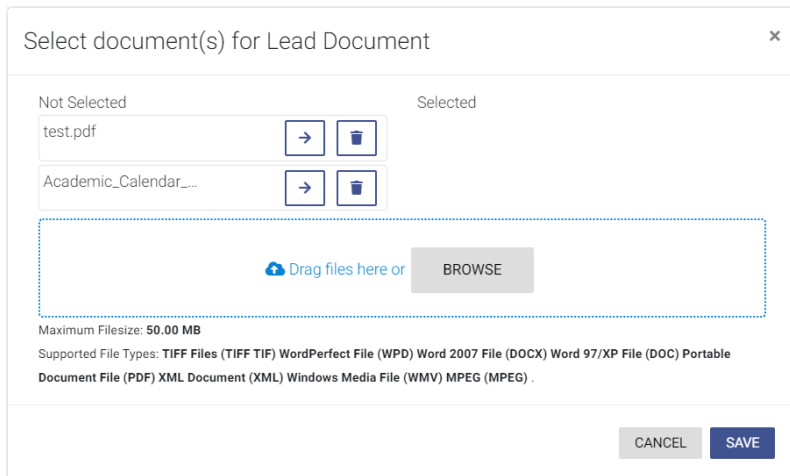 Select document(s) for Lead Document
×
Not Selected
Selected
test.pdf
Academic_Calendar_...
Drag files here or
BROWSE
Maximum Filesize: 50.00 MB
Supported File Types: TIFF Files (TIFF TIF) WordPerfect File (WPD) Word 2007 File (DOCX) Word 97/XP File (DOC) Portable
Document File (PDF) XML Document (XML) Windows Media File (WMV) MPEG (MPEG) .
CANCEL
SAVE